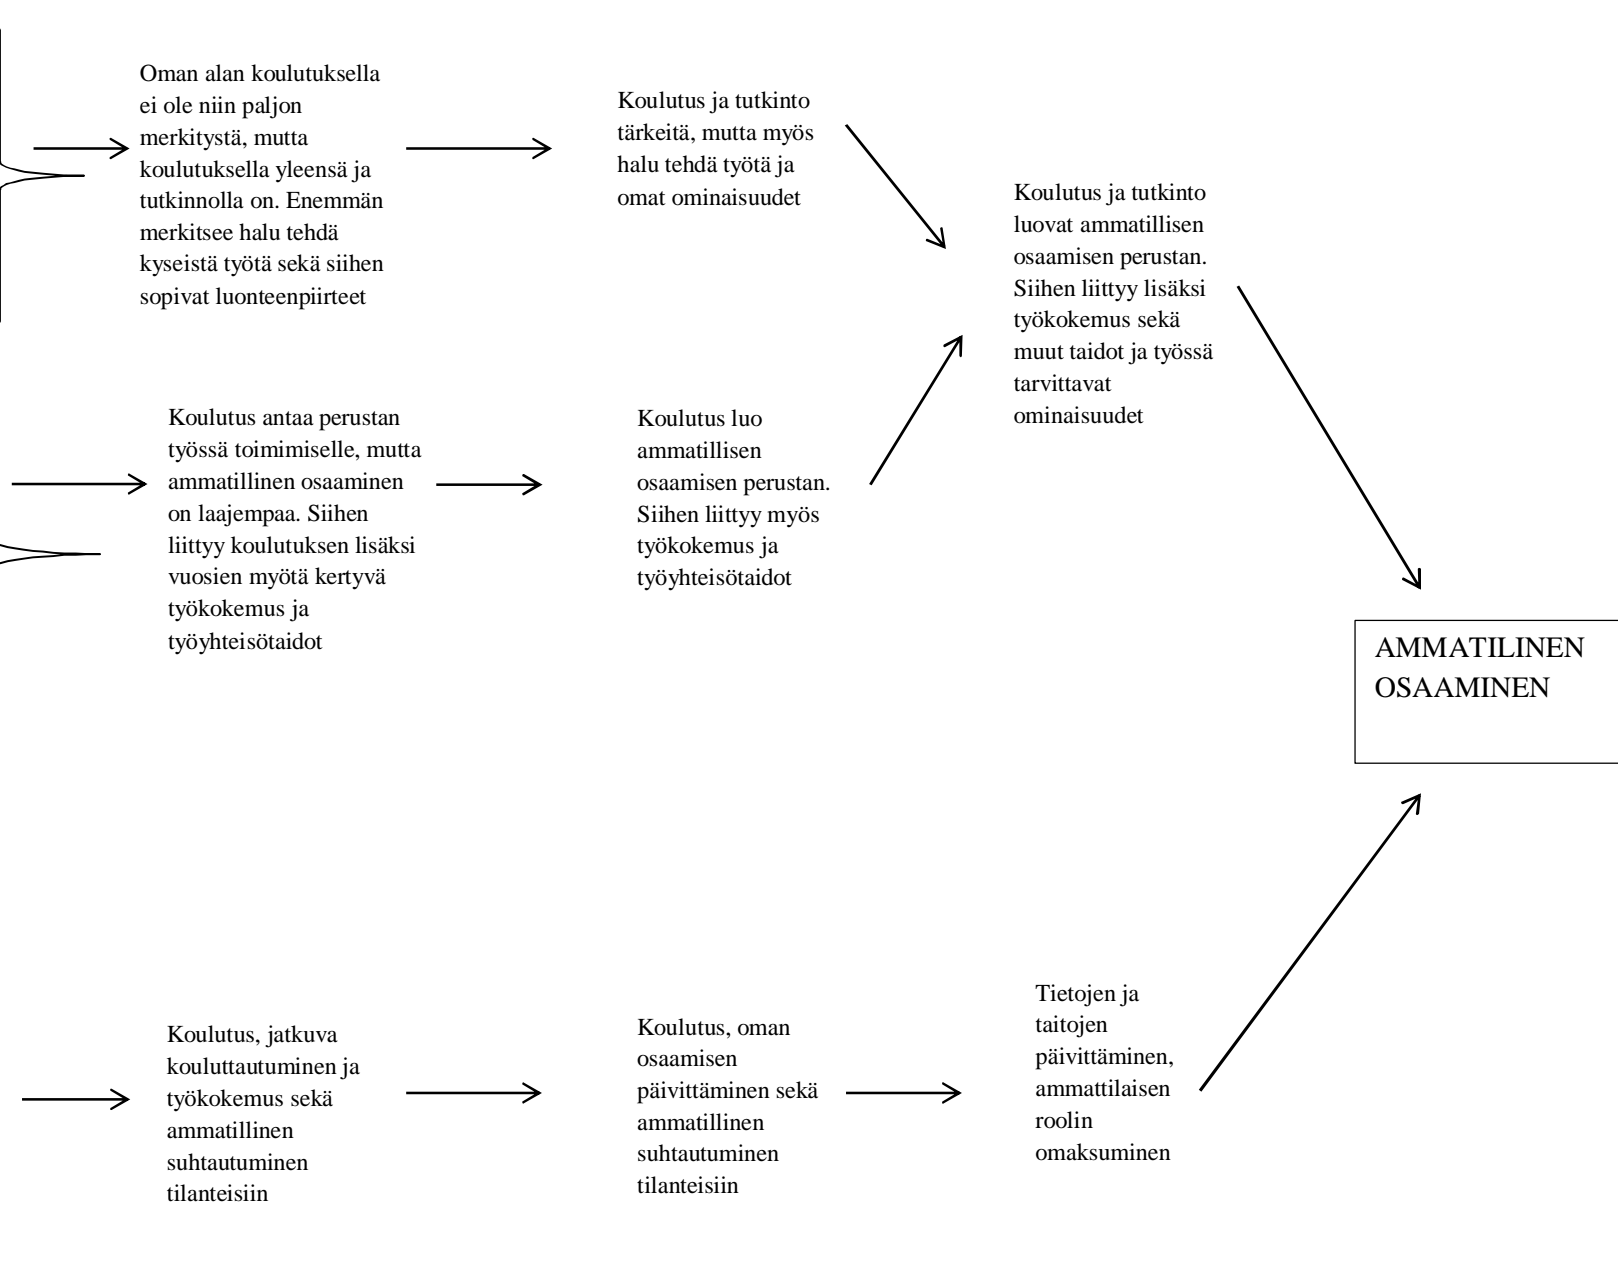 Oman alan koulutuksella
ei ole niin paljon
merkitystä, mutta
koulutuksella yleensä ja
tutkinnolla on. Enemmän
merkitsee halu tehdä
kyseistä työtä sekä siihen
sopivat luonteenpiirteet
Koulutus ja tutkinto
tärkeitä, mutta myös
halu tehdä työtä ja
omat ominaisuudet
Koulutus ja tutkinto
luovat ammatillisen
osaamisen perustan.
Siihen liittyy lisäksi
työkokemus sekä
muut taidot ja työssä
tarvittavat
ominaisuudet
Koulutus antaa perustan
työssä toimimiselle, mutta
ammatillinen osaaminen
on laajempaa. Siihen
liittyy koulutuksen lisäksi
vuosien myötä kertyvä
työkokemus ja
työyhteisötaidot
Koulutus luo
ammatillisen
osaamisen perustan.
Siihen liittyy myös
työkokemus ja
työyhteisötaidot
AMMATILINEN
OSAAMINEN
Koulutus, jatkuva
kouluttautuminen ja
työkokemus sekä
ammatillinen
suhtautuminen
tilanteisiin
Koulutus, oman
osaamisen
päivittäminen sekä
ammatillinen
suhtautuminen
tilanteisiin
Tietojen ja
taitojen
päivittäminen,
ammattilaisen
roolin
omaksuminen